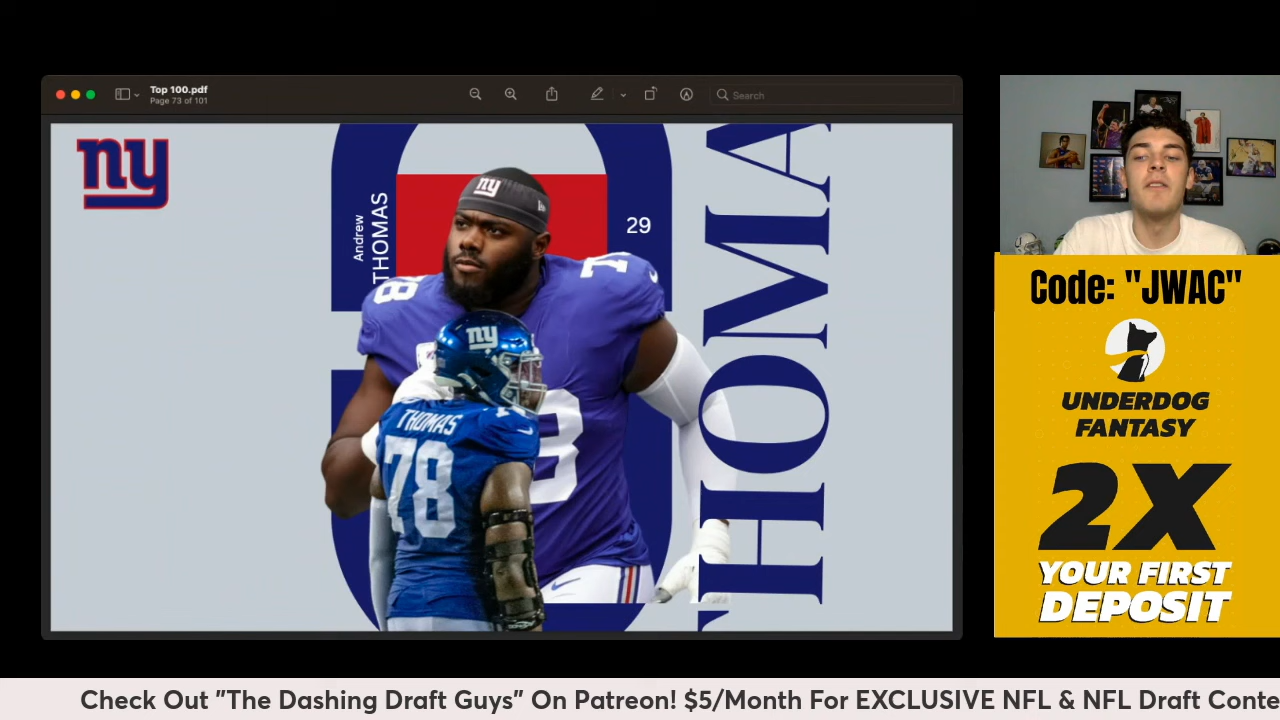 Top 100.pdf
Page 73 of 101
Search
ny
Andrew
THOMAS
29
ny
78
7
ny
THOMAS
78
THOMA
Code: "JWAC"
UNDERDOG
FANTASY
2X
YOUR FIRST
DEPOSIT
Check Out "The Dashing Draft Guys" On Patreon! $5/Month For EXCLUSIVE NFL & NFL Draft Conte